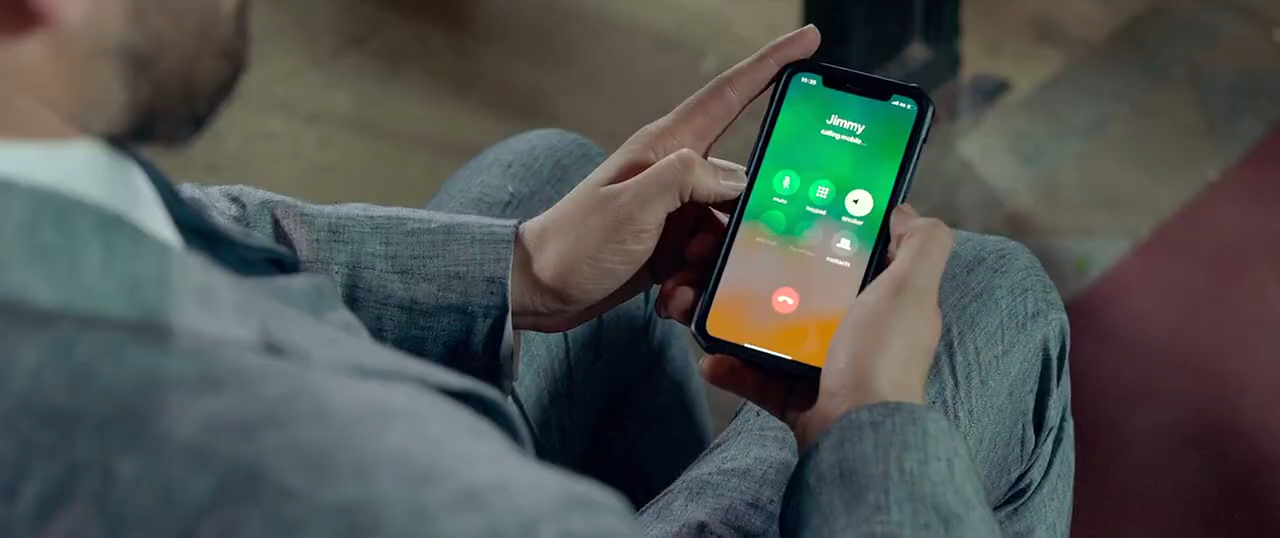 Jimmy
calling mobile...
mute
keypad
speaker
contacts